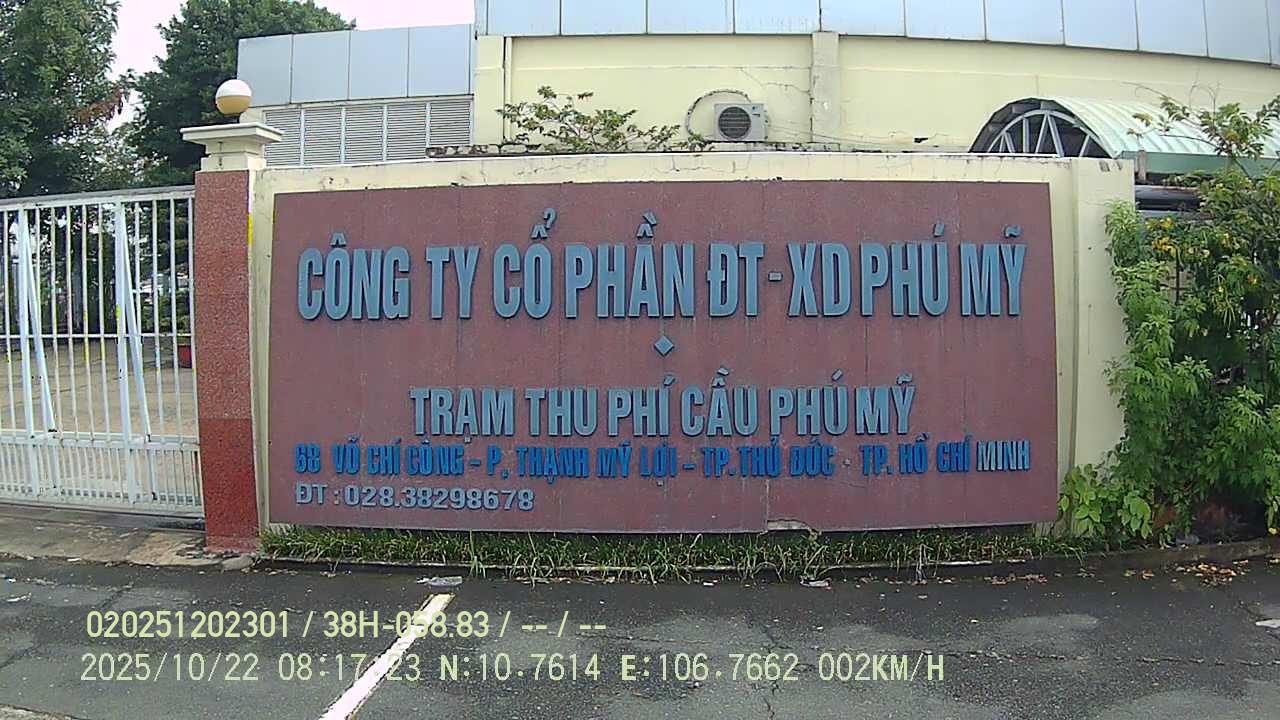 CÔNG TY CỔ PHẦN ĐT-XD PHÚ MỸ
TRẠM THU PHÍ CẦU PHÚ MỸ
68 VÕ CHÍ CÔNG - P. THẠNH MỸ LỢI - TP. THỦ ĐỨC - TP. HỒ CHÍ MINH
ĐT : 028.38298678
020251202301 / 38H-058.83 / -- / --
2025/10/22 08:17:23 N:10.7614 E:106.7662 002KM/H